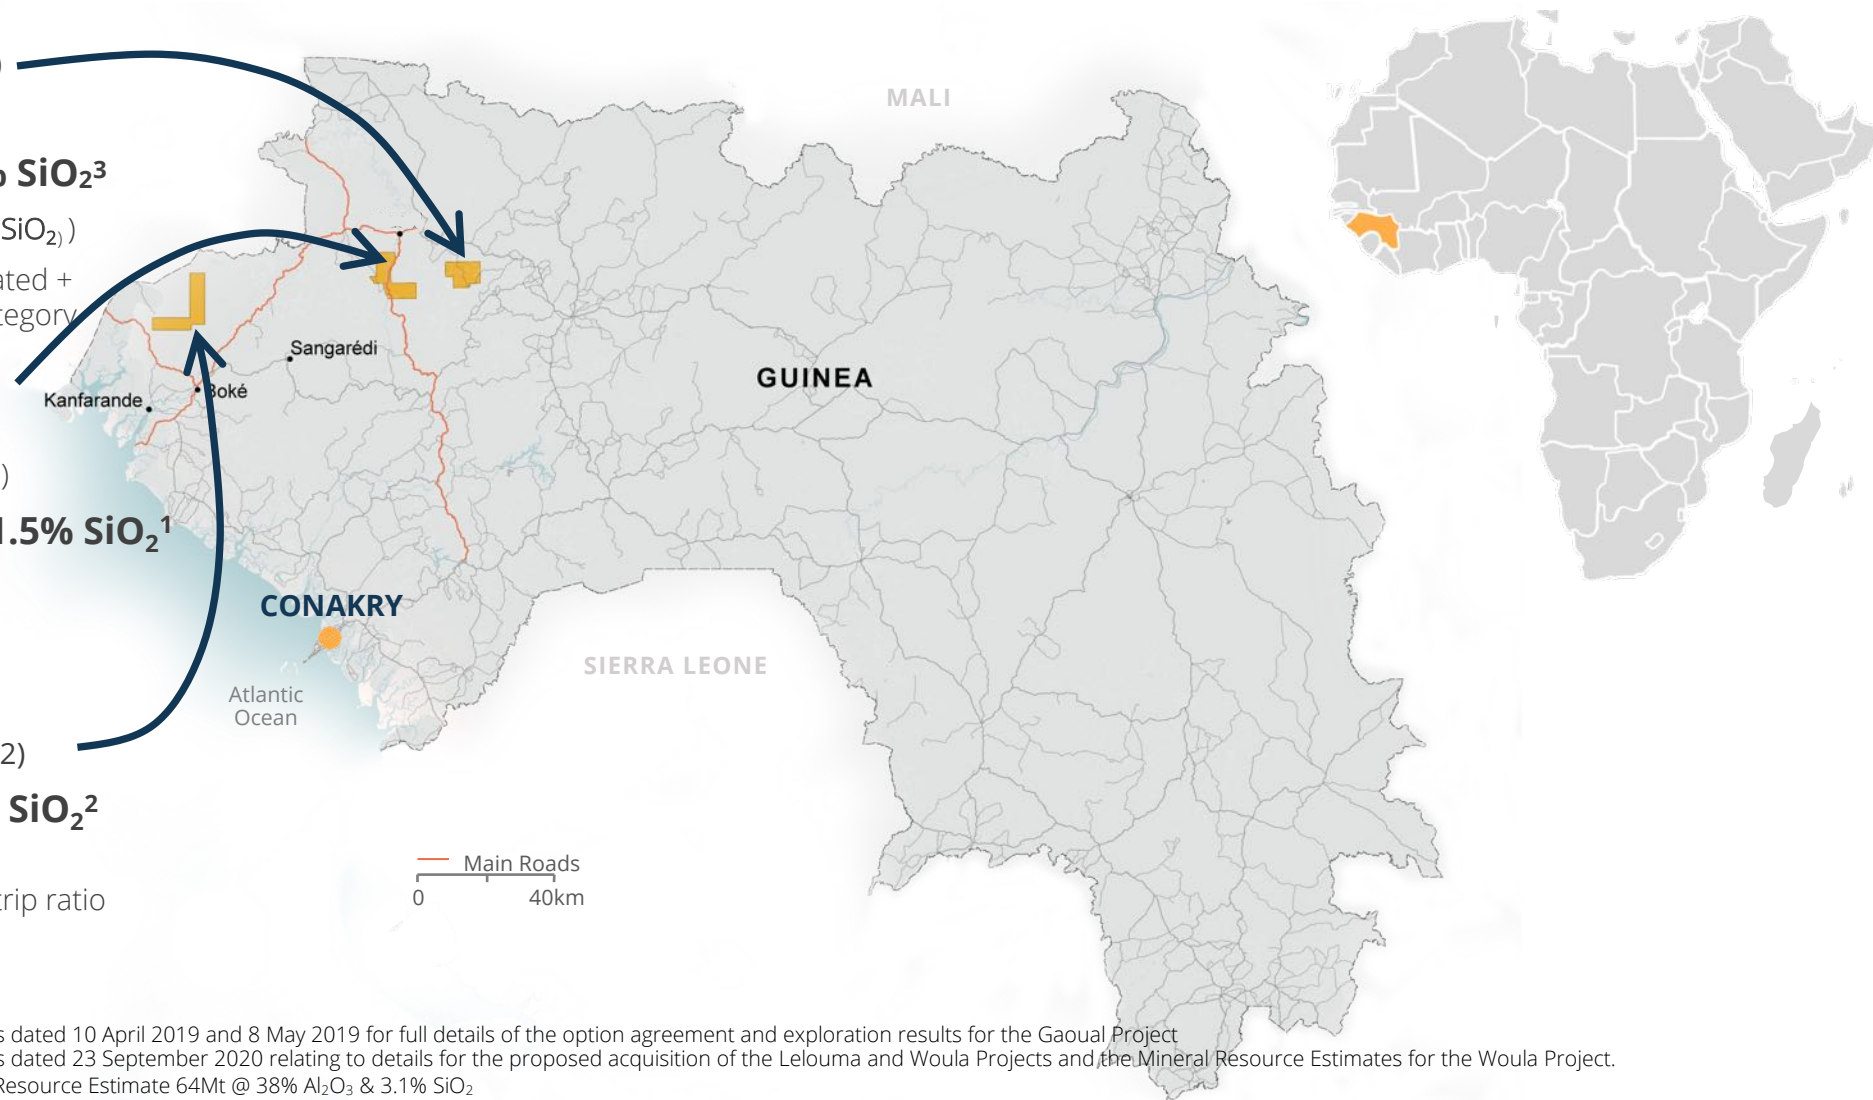 )
% SiO₂³
SiO₂))
ated +
tegory
)
1.5% SiO₂¹
2)
SiO₂²
rip ratio
MALI
GUINEA
Sangarédi
Boké
Kanfarande
CONAKRY
SIERRA LEONE
Atlantic
Ocean
Main Roads
0 40km
s dated 10 April 2019 and 8 May 2019 for full details of the option agreement and exploration results for the Gaoual Project
s dated 23 September 2020 relating to details for the proposed acquisition of the Lelouma and Woula Projects and the Mineral Resource Estimates for the Woula Project.
Resource Estimate 64Mt @ 38% Al₂O₃ & 3.1% SiO₂